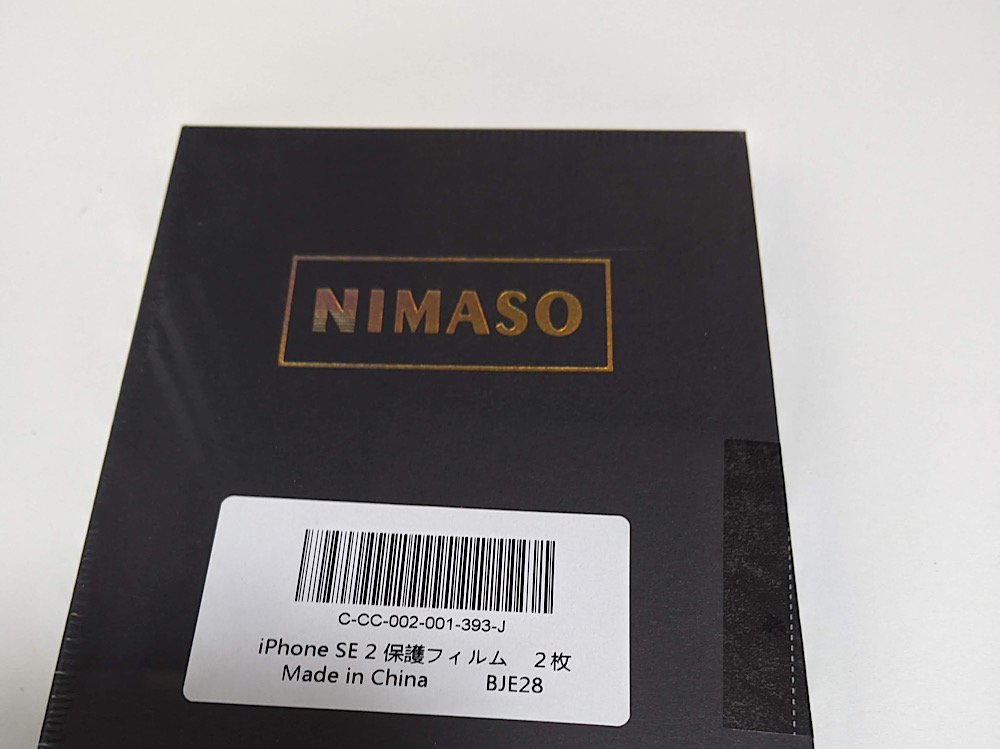 NIMASO
C-CC-002-001-393-J
iPhone SE 2 保護フィルム 2枚
Made in China BJE28